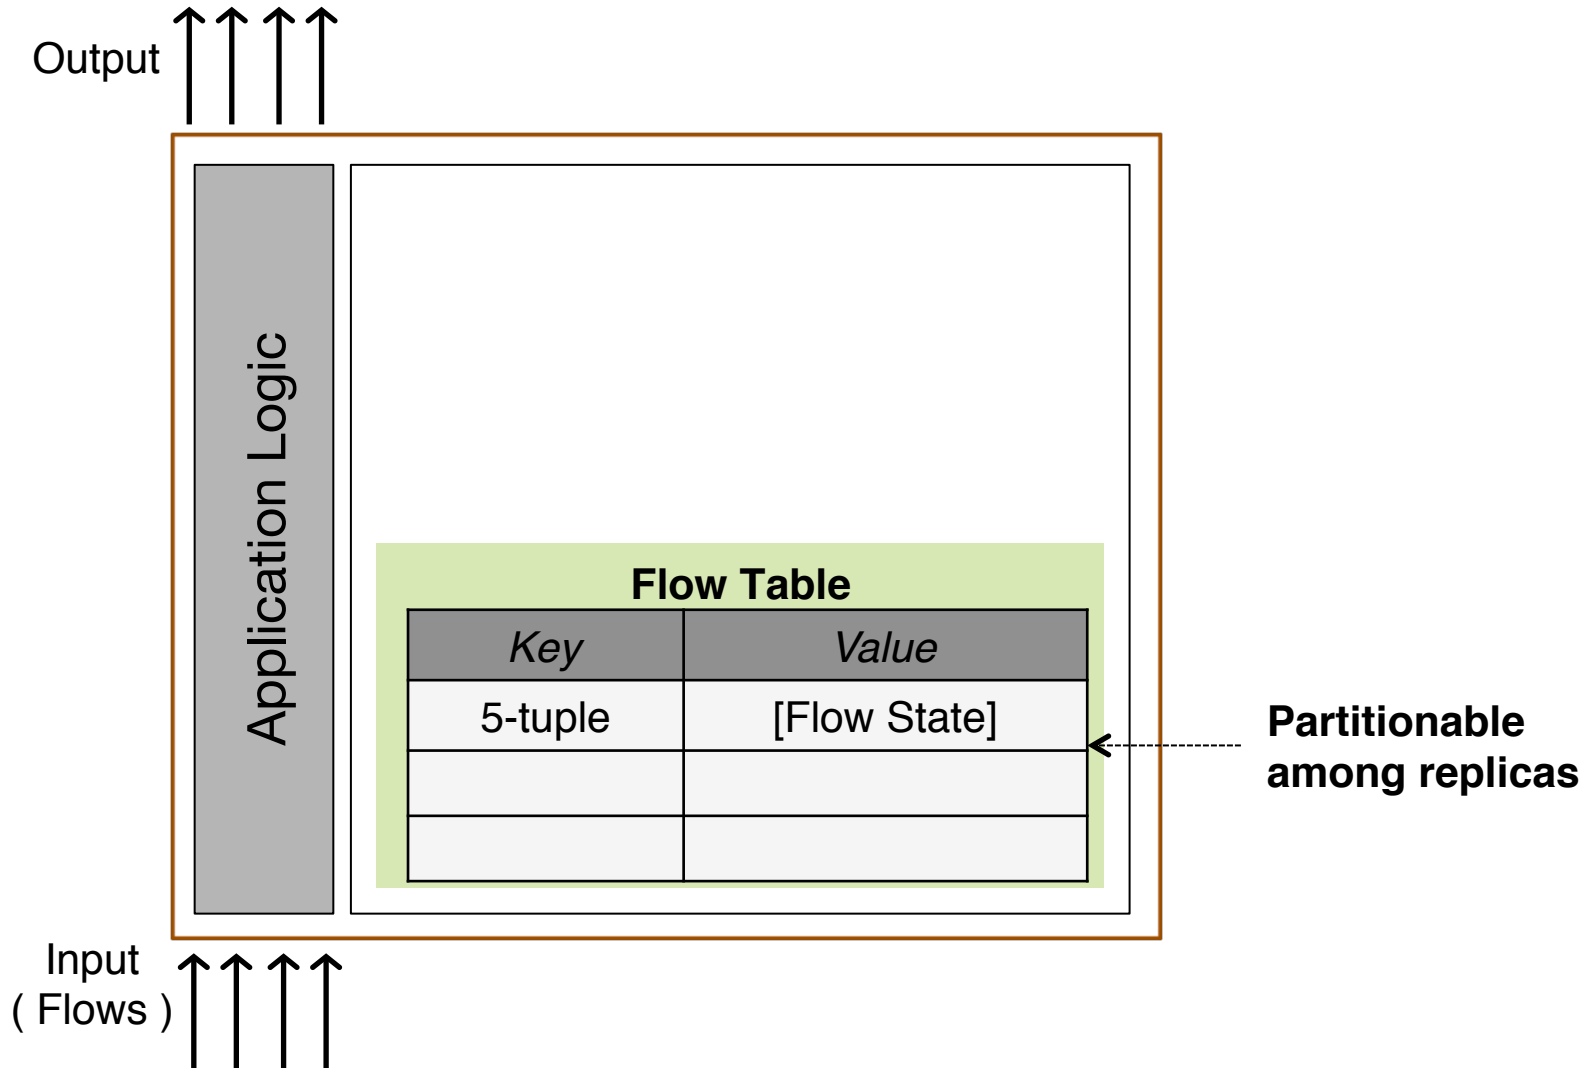 Output
Application Logic
Flow Table
Key Value
5-tuple [Flow State]
Partitionable
among replicas
Input
( Flows )